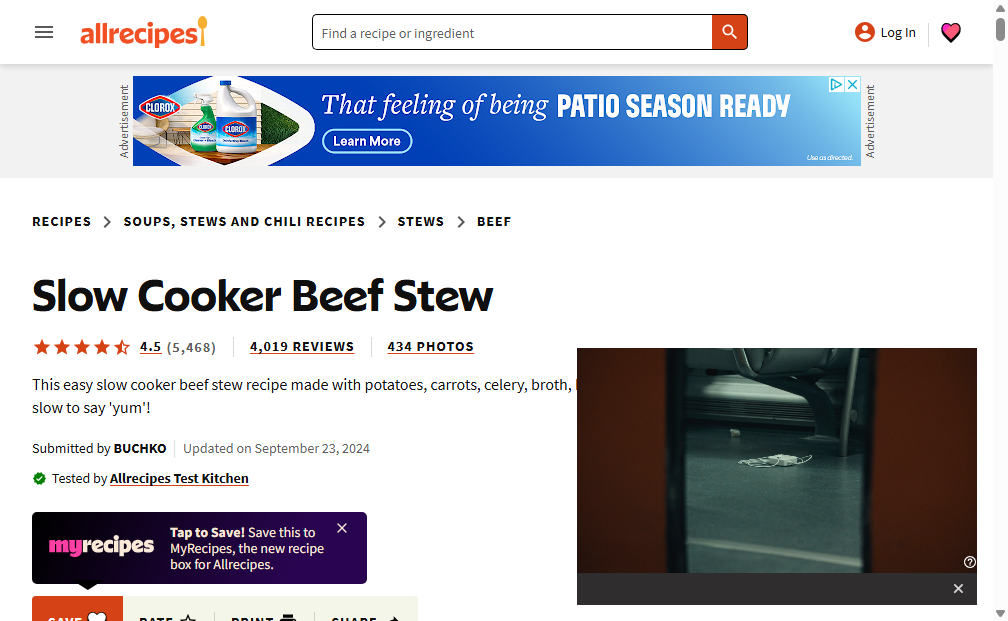 allrecipes
Find a recipe or ingredient
Log In
Advertisement
CLOROX
CLOROX
CLOROX
That feeling of being PATIO SEASON READY
Learn More
Use as directed.
Advertisement
RECIPES > SOUPS, STEWS AND CHILI RECIPES > STEWS > BEEF
Slow Cooker Beef Stew
4.5 (5,468) 4,019 REVIEWS 434 PHOTOS
This easy slow cooker beef stew recipe made with potatoes, carrots, celery, broth,
slow to say 'yum'!
Submitted by BUCHKO Updated on September 23, 2024
Tested by Allrecipes Test Kitchen
myrecipes
Tap to Save! Save this to
MyRecipes, the new recipe
box for Allrecipes.
SAVE RATE PRINT SHARE